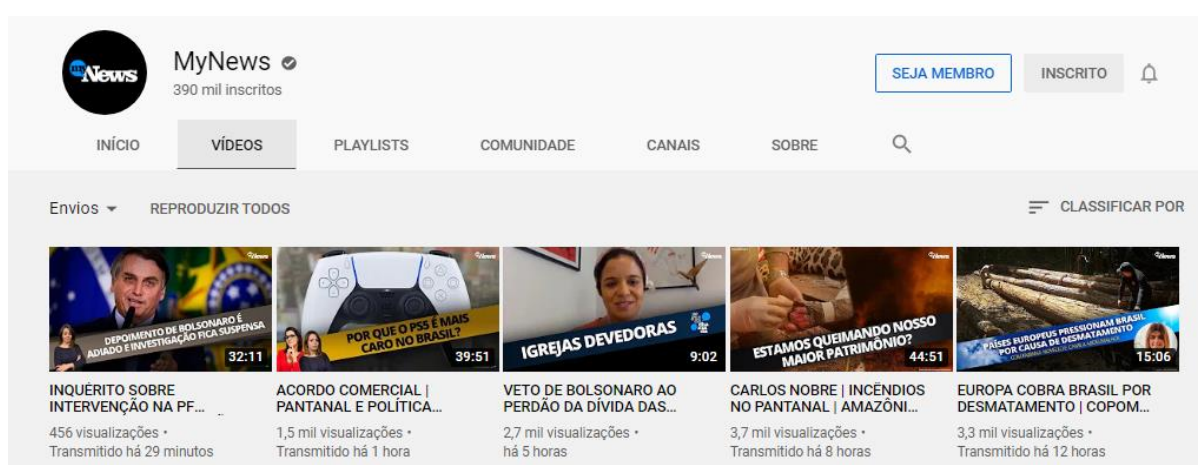 my News
MyNews
390 mil inscritos
SEJA MEMBRO
INSCRITO
INÍCIO VÍDEOS PLAYLISTS COMUNIDADE CANAIS SOBRE
Envios REPRODUZIR TODOS
CLASSIFICAR POR
DEPOIMENTO DE BOLSONARO É
ADIADO E INVESTIGAÇÃO FICA SUSPENSA
32:11
INQUÉRITO SOBRE
INTERVENÇÃO NA PF...
456 visualizações •
Transmitido há 29 minutos
POR QUE O PS5 É MAIS
CARO NO BRASIL?
39:51
ACORDO COMERCIAL |
PANTANAL E POLÍTICA...
1,5 mil visualizações •
Transmitido há 1 hora
IGREJAS DEVEDORAS
9:02
VETO DE BOLSONARO AO
PERDÃO DA DÍVIDA DAS...
2,7 mil visualizações •
há 5 horas
ESTAMOS QUEIMANDO NOSSO
MAIOR PATRIMÔNIO?
44:51
CARLOS NOBRE | INCÊNDIOS
NO PANTANAL | AMAZÔNI...
3,7 mil visualizações •
Transmitido há 8 horas
PAÍSES EUROPEUS PRESSIONAM BRASIL
POR CAUSA DE DESMATAMENTO
15:06
EUROPA COBRA BRASIL POR
DESMATAMENTO | COPOM...
3,3 mil visualizações •
Transmitido há 12 horas